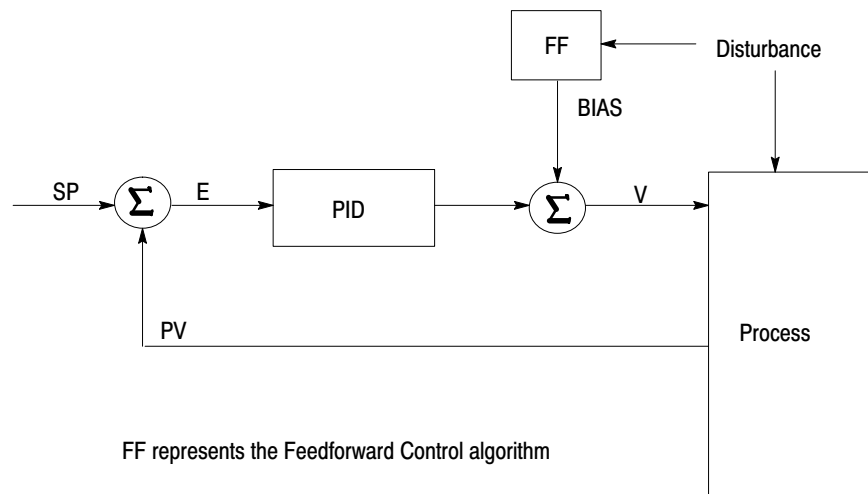 FF
Disturbance
BIAS
SP
Σ
E
PID
Σ
V
PV
Process
FF represents the Feedforward Control algorithm